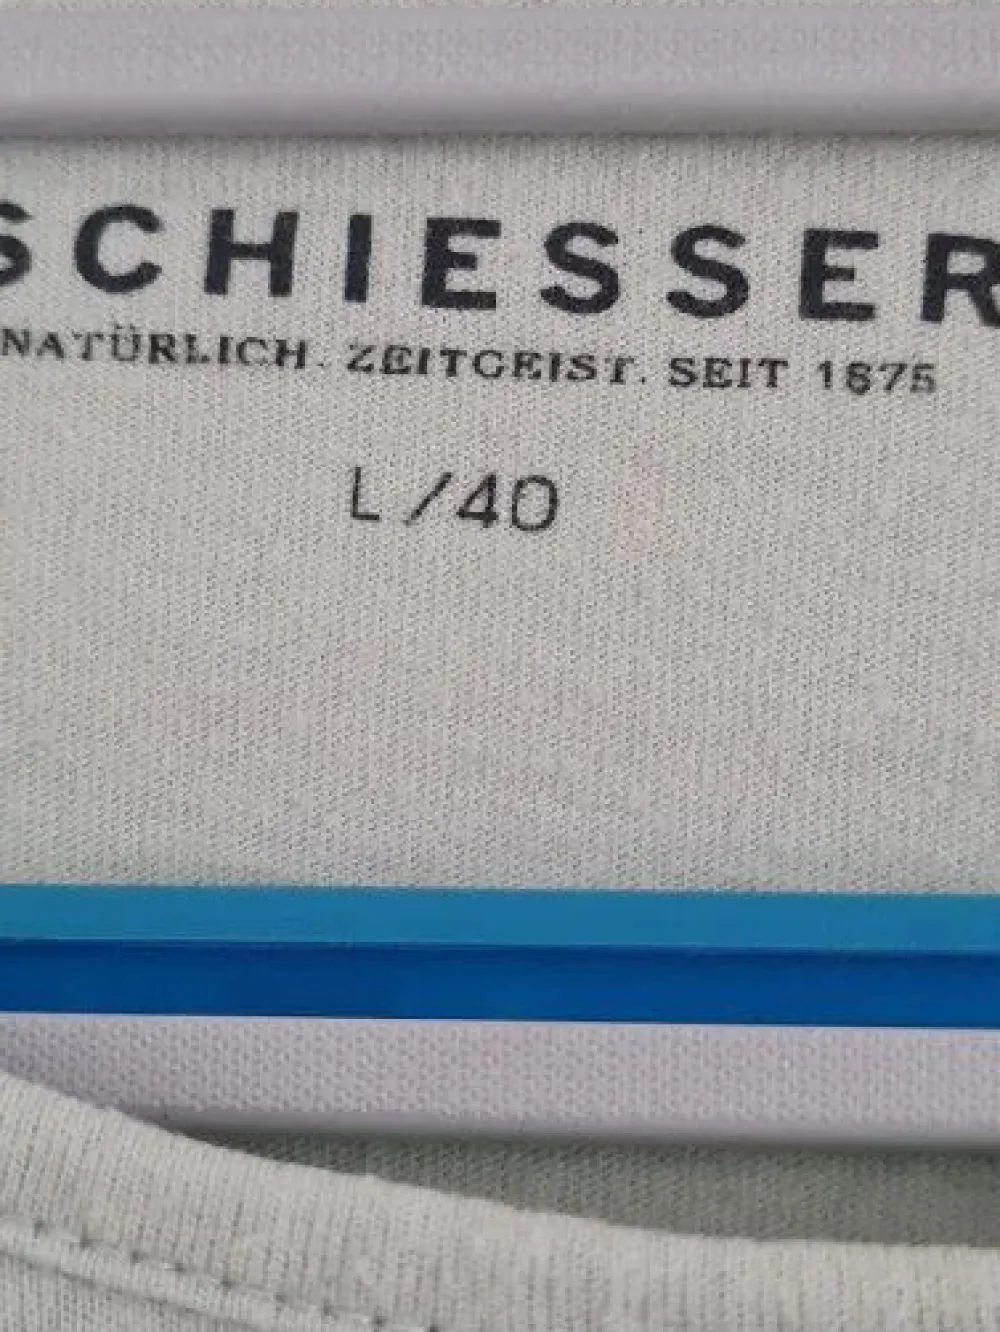 SCHIESSER
NATÜRLICH. ZEITGEIST. SEIT 1875
L/40